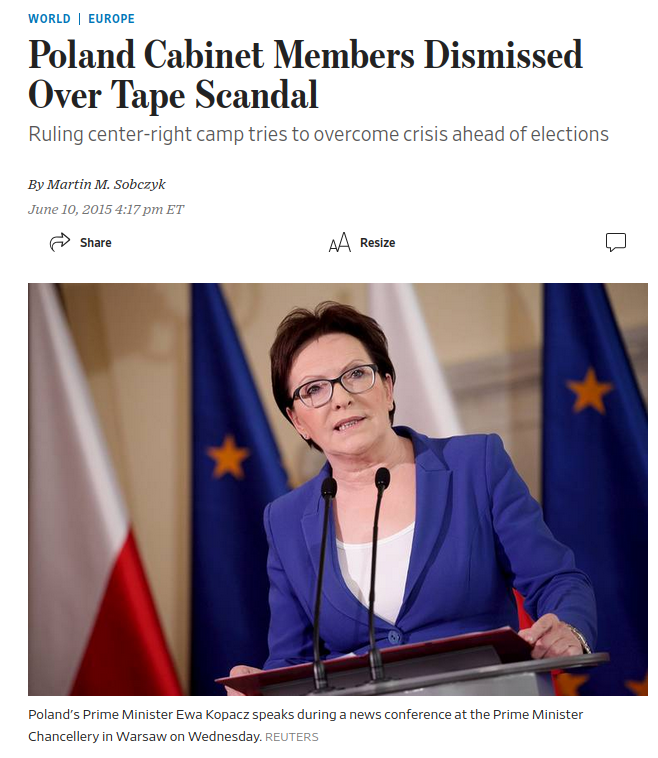 WORLD | EUROPE
Poland Cabinet Members Dismissed
Over Tape Scandal
Ruling center-right camp tries to overcome crisis ahead of elections
By Martin M. Sobczyk
June 10, 2015 4:17 pm ET
Share
AA Resize
Poland's Prime Minister Ewa Kopacz speaks during a news conference at the Prime Minister
Chancellery in Warsaw on Wednesday. REUTERS